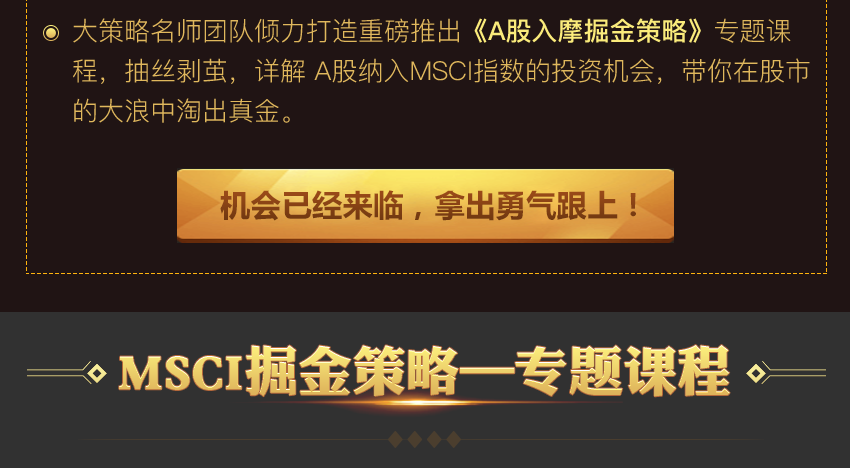 大策略名师团队倾力打造重磅推出《A股入摩掘金策略》专题课
程，抽丝剥茧，详解 A股纳入MSCI指数的投资机会，带你在股市
的大浪中淘出真金。
机会已经来临，拿出勇气跟上！
MSCI掘金策略—专题课程